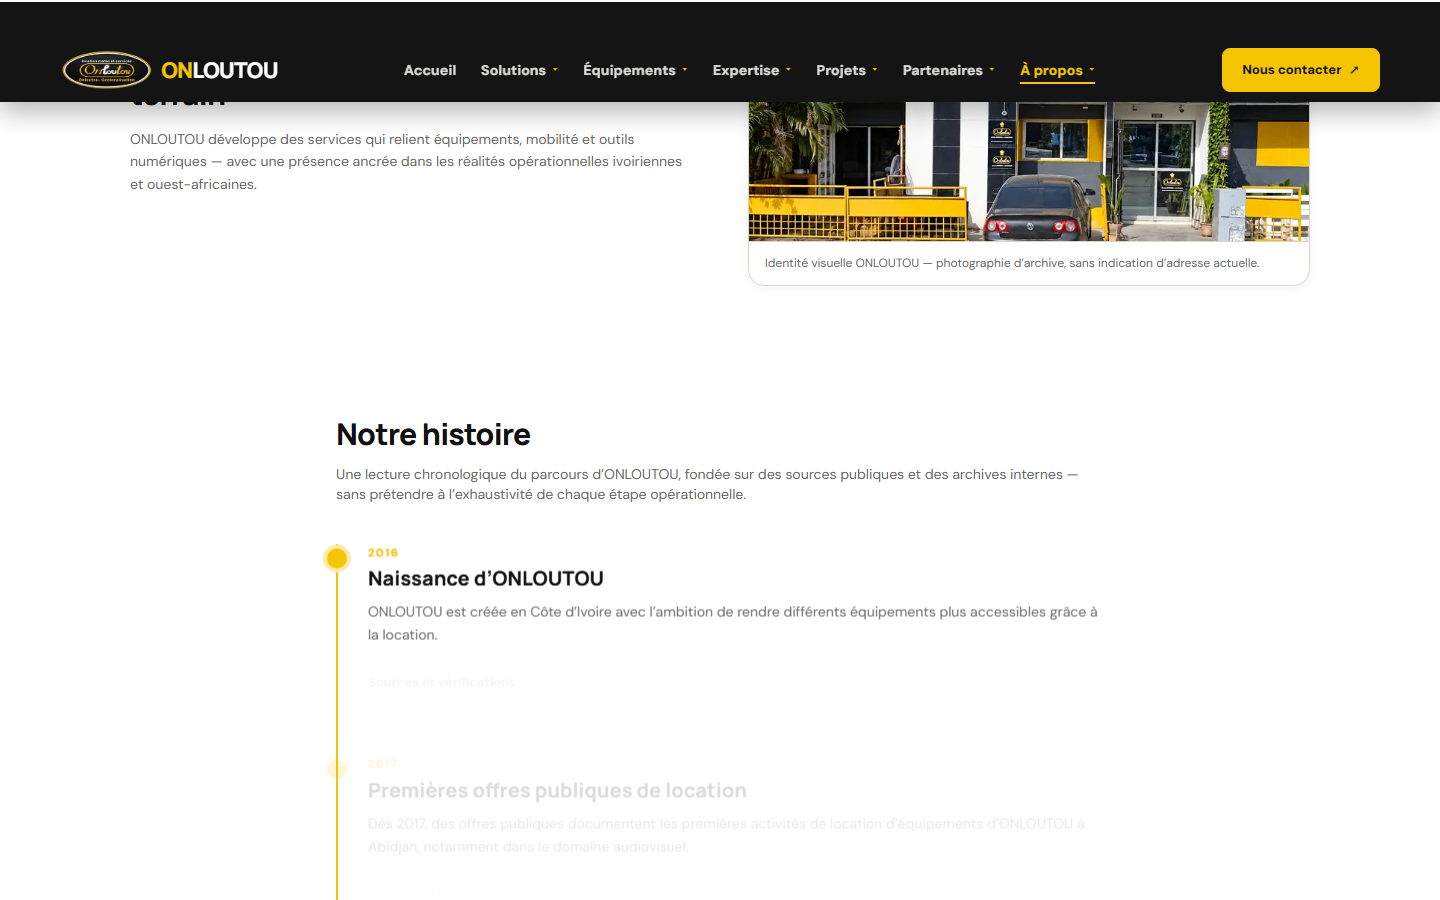 Onloutou
ONLOUTOU
Accueil
Solutions
Équipements
Expertise
Projets
Partenaires
À propos
Nous contacter ↗
terrain
ONLOUTOU développe des services qui relient équipements, mobilité et outils
numériques — avec une présence ancrée dans les réalités opérationnelles ivoiriennes
et ouest-africaines.
Identité visuelle ONLOUTOU — photographie d’archive, sans indication d’adresse actuelle.
Notre histoire
Une lecture chronologique du parcours d’ONLOUTOU, fondée sur des sources publiques et des archives internes —
sans prétendre à l’exhaustivité de chaque étape opérationnelle.
2016
Naissance d’ONLOUTOU
ONLOUTOU est créée en Côte d’Ivoire avec l’ambition de rendre différents équipements plus accessibles grâce à
la location.
Sources et vérifications
2017
Premières offres publiques de location
Dès 2017, des offres publiques documentent les premières activités de location d’équipements d’ONLOUTOU à
Abidjan, notamment dans le domaine audiovisuel.